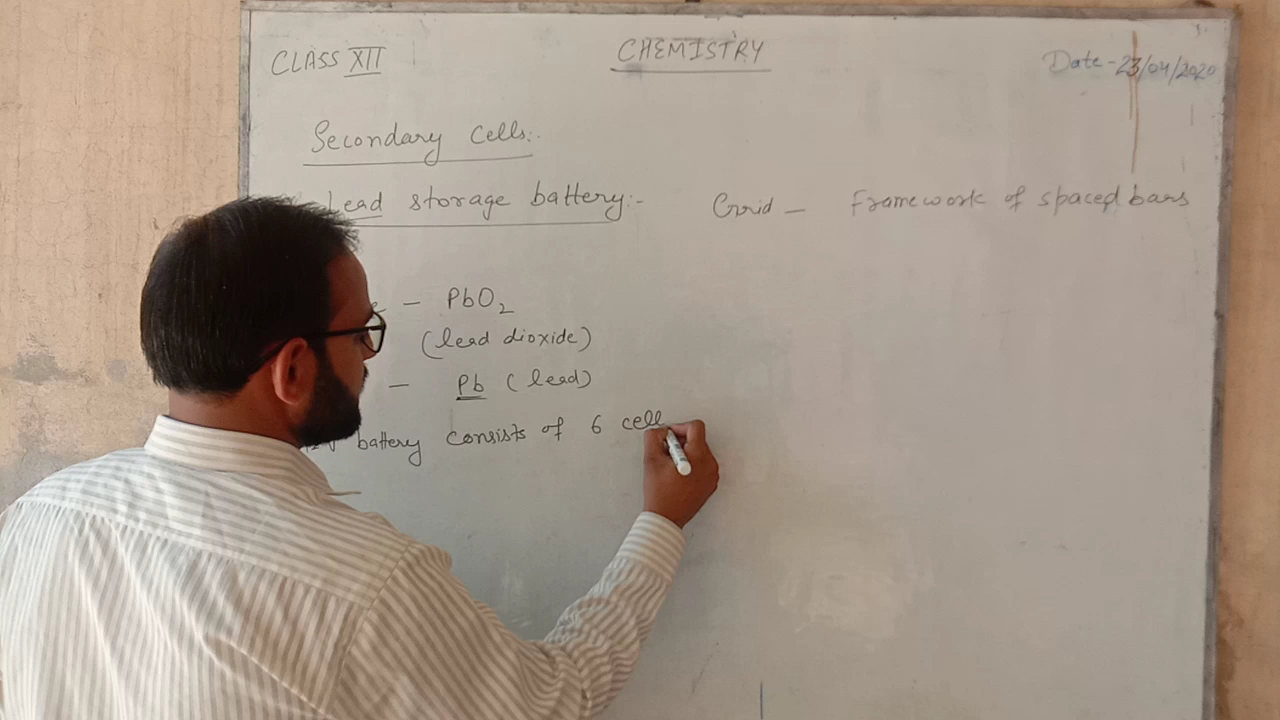 CLASS XII
CHEMISTRY
Date - 23/04/2020
Secondary Cells:-
Lead storage battery:-
Grid - Framework of spaced bars
- PbO2
(lead dioxide)
- Pb (lead)
battery consists of 6 cell